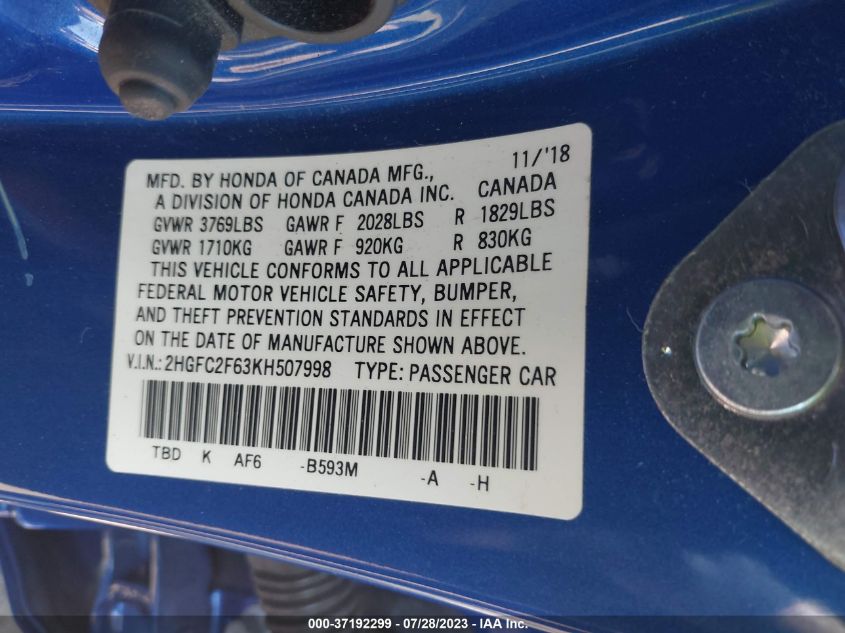 11/'18
MFD. BY HONDA OF CANADA MFG.,
A DIVISION OF HONDA CANADA INC. CANADA
GVWR 3769LBS GAWR F 2028LBS R 1829LBS
GVWR 1710KG GAWR F 920KG R 830KG
THIS VEHICLE CONFORMS TO ALL APPLICABLE
FEDERAL MOTOR VEHICLE SAFETY, BUMPER,
AND THEFT PREVENTION STANDARDS IN EFFECT
ON THE DATE OF MANUFACTURE SHOWN ABOVE.
V.I.N.: 2HGFC2F63KH507998 TYPE: PASSENGER CAR
TBD K AF6 -B593M -A -H
000-37192299 / 07/28/2023 - IAA Inc.